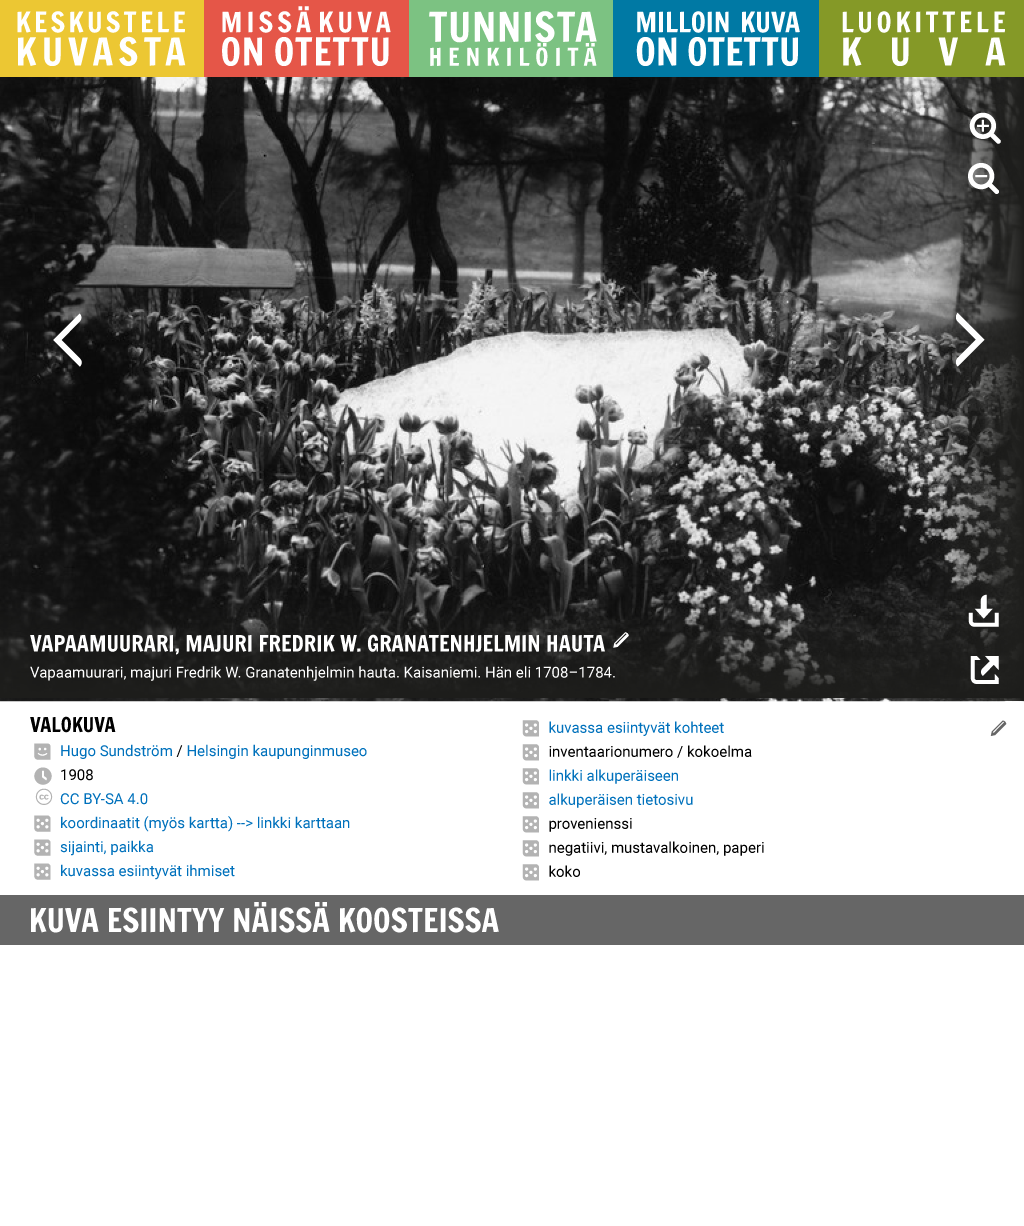 KESKUSTELE
KUVASTA
MISSÄ KUVA
ON OTETTU
TUNNISTA
HENKILÖITÄ
MILLOIN KUVA
ON OTETTU
LUOKITTELE
KUVA
VAPAAMUURARI, MAJURI FREDRIK W. GRANATENHJELMIN HAUTA
Vapaamuurari, majuri Fredrik W. Granatenhjelmin hauta. Kaisaniemi. Hän eli 1708–1784.
VALOKUVA
Hugo Sundström / Helsingin kaupunginmuseo
1908
cc CC BY-SA 4.0
koordinaatit (myös kartta) --> linkki karttaan
sijainti, paikka
kuvassa esiintyvät ihmiset
kuvassa esiintyvät kohteet
inventaarionumero / kokoelma
linkki alkuperäiseen
alkuperäisen tietosivu
provenienssi
negatiivi, mustavalkoinen, paperi
koko
KUVA ESIINTYY NÄISSÄ KOOSTEISSA